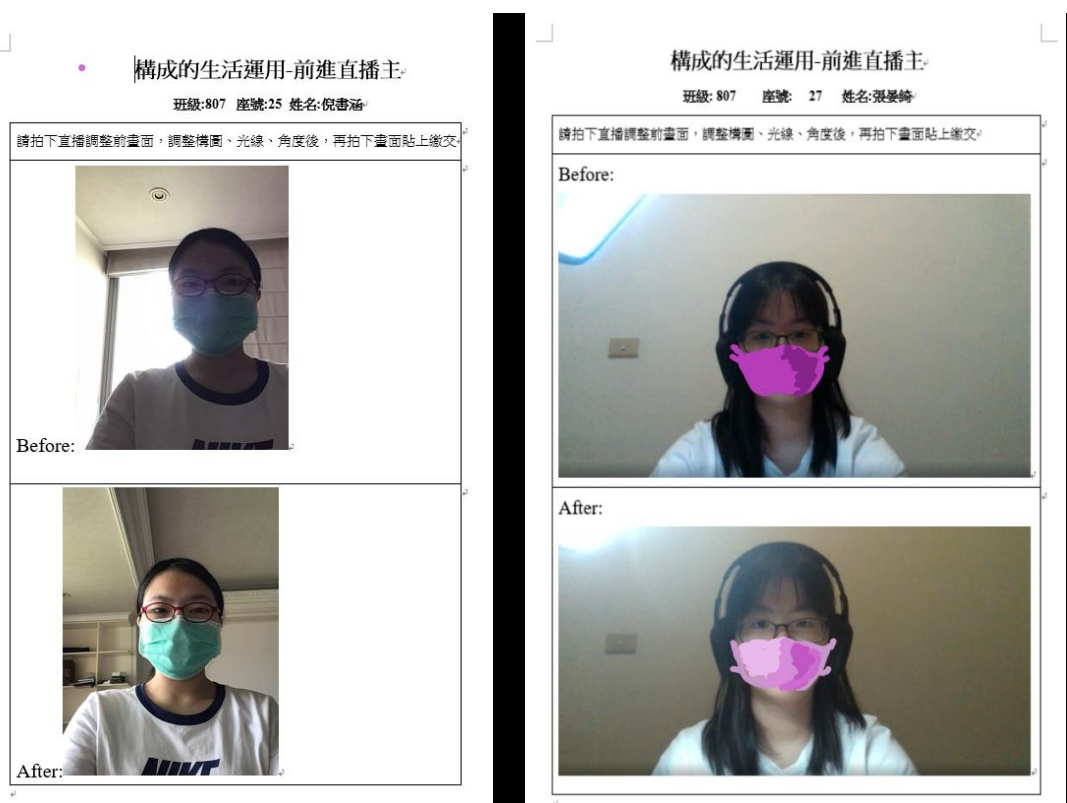 構成的生活運用-前進直播主
班級:807 座號:25 姓名:倪書涵
請拍下直播調整前畫面，調整構圖、光線、角度後，再拍下畫面貼上繳交
Before:
After:
NIKE
構成的生活運用-前進直播主
班級: 807 座號: 27 姓名:張晏綺
請拍下直播調整前畫面，調整構圖、光線、角度後，再拍下畫面貼上繳交
Before:
After: